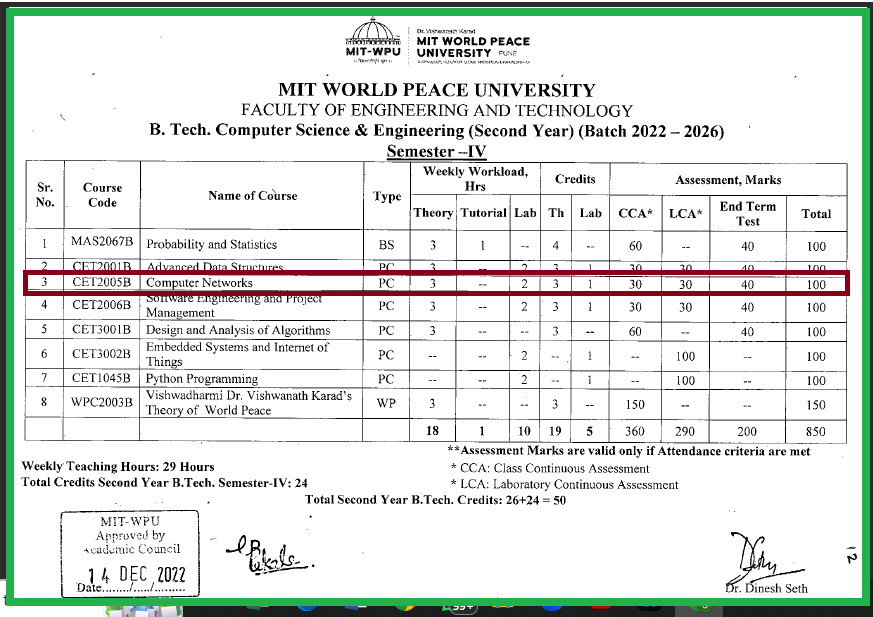 Dr. Vishwanath Karad
MIT-WPU
MIT WORLD PEACE
UNIVERSITY PUNE
MIT WORLD PEACE UNIVERSITY
FACULTY OF ENGINEERING AND TECHNOLOGY
B. Tech. Computer Science & Engineering (Second Year) (Batch 2022 – 2026)
Semester –IV
Sr. No. Course Code Name of Course Type Weekly Workload, Hrs Credits Assessment, Marks
Theory Tutorial Lab Th Lab CCA* LCA* End Term Test Total
1 MAS2067B Probability and Statistics BS 3 1 -- 4 -- 60 -- 40 100
2 CET2001B Advanced Data Structures PC 3 -- 2 3 1 30 30 40 100
3 CET2005B Computer Networks PC 3 -- 2 3 1 30 30 40 100
4 CET2006B Software Engineering and Project Management PC 3 -- 2 3 1 30 30 40 100
5 CET3001B Design and Analysis of Algorithms PC 3 -- -- 3 -- 60 -- 40 100
6 CET3002B Embedded Systems and Internet of Things PC -- -- 2 -- 1 -- 100 -- 100
7 CET1045B Python Programming PC -- -- 2 -- 1 -- 100 -- 100
8 WPC2003B Vishwadharmi Dr. Vishwanath Karad's Theory of World Peace WP 3 -- -- 3 -- 150 -- -- 150
18 1 10 19 5 360 290 200 850
**Assessment Marks are valid only if Attendance criteria are met
Weekly Teaching Hours: 29 Hours
* CCA: Class Continuous Assessment
Total Credits Second Year B.Tech. Semester-IV: 24
* LCA: Laboratory Continuous Assessment
Total Second Year B.Tech. Credits: 26+24 = 50
MIT-WPU
Approved by
Academic Council
14 DEC 2022
Date......../...../.........
Dr. Dinesh Seth
12
99+